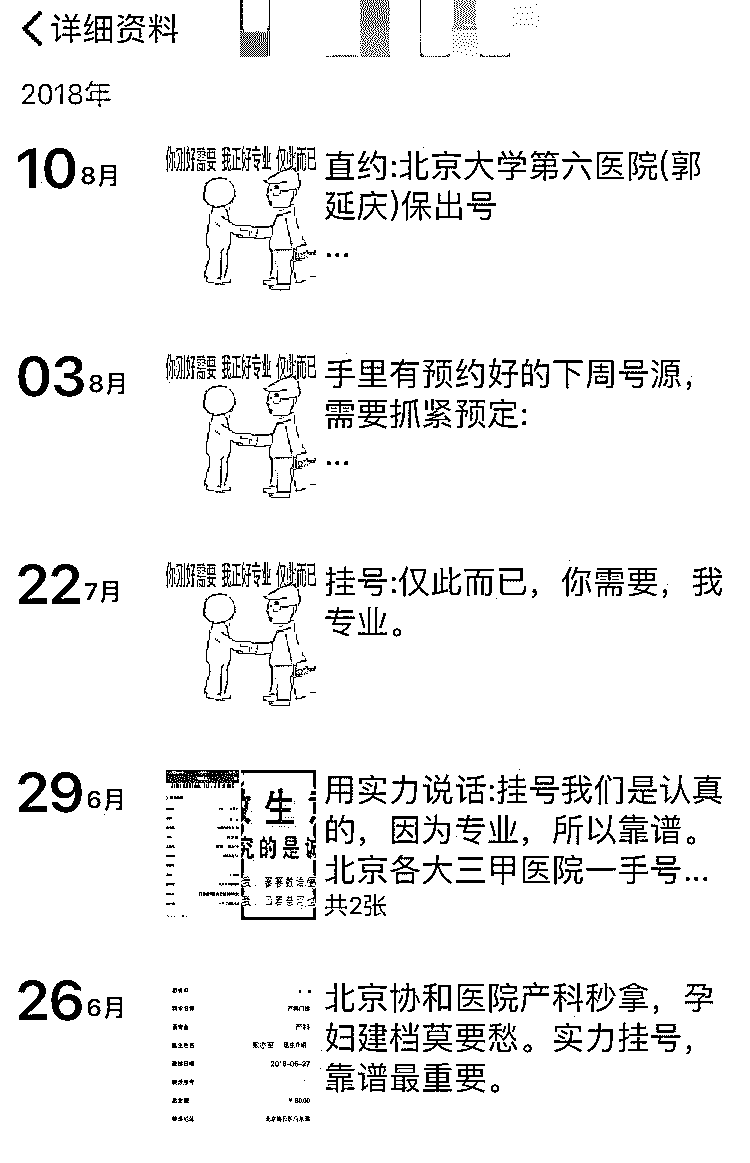 详细资料
2018年
10 8月
你刚好需要 我正好专业 仅此而已
直约:北京大学第六医院(郭
延庆)保出号
...
03 8月
你刚好需要 我正好专业 仅此而已
手里有预约好的下周号源，
需要抓紧预定:
...
22 7月
你刚好需要 我正好专业 仅此而已
挂号:仅此而已，你需要，我
专业。
29 6月
生
究的是诚
用实力说话:挂号我们是认真
的，因为专业，所以靠谱。
北京各大三甲医院一手号...
共2张
26 6月
产科门诊
产科
2018-06-27
北京协和医院产科秒拿，孕
妇建档莫要愁。实力挂号，
靠谱最重要。